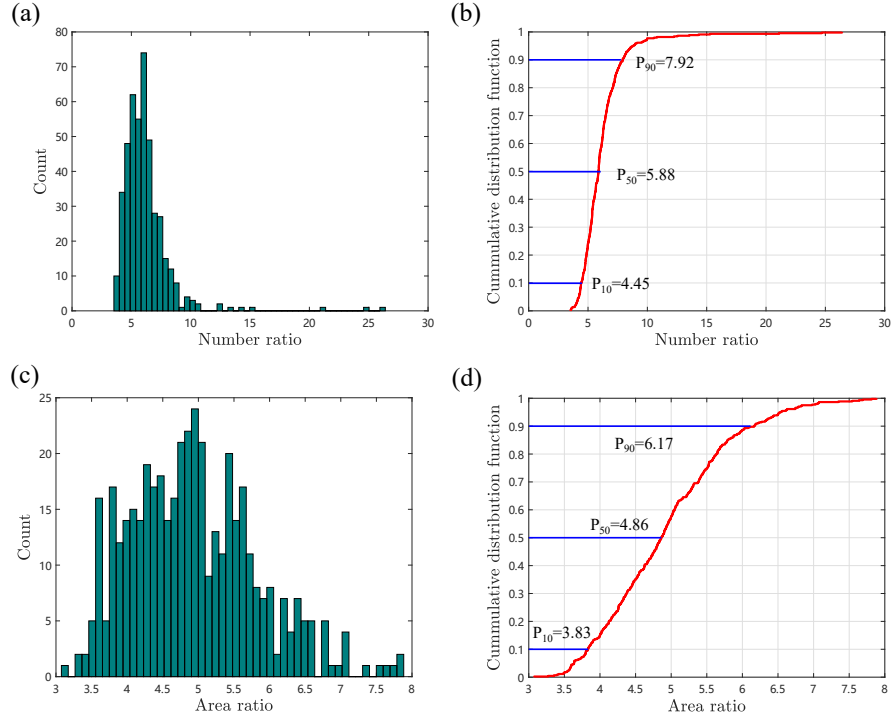 (a)
80
70
60
50
40
30
20
10
0
Count
0 5 10 15 20 25 30
Number ratio
(b)
1
0.9
0.8
0.7
0.6
0.5
0.4
0.3
0.2
0.1
0
Cummulative distribution function
P90=7.92
P50=5.88
P10=4.45
0 5 10 15 20 25 30
Number ratio
(c)
25
20
15
10
5
0
Count
3 3.5 4 4.5 5 5.5 6 6.5 7 7.5 8
Area ratio
(d)
1
0.9
0.8
0.7
0.6
0.5
0.4
0.3
0.2
0.1
0
Cummulative distribution function
P90=6.17
P50=4.86
P10=3.83
3 3.5 4 4.5 5 5.5 6 6.5 7 7.5 8
Area ratio